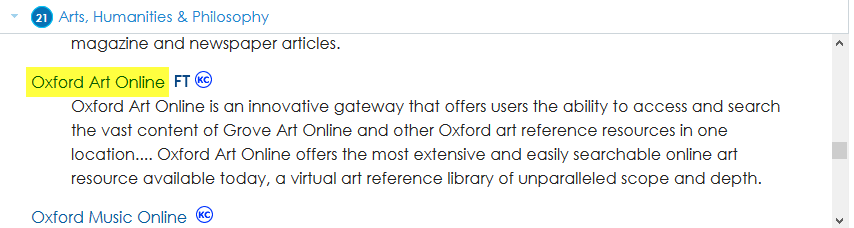 21 Arts, Humanities & Philosophy
magazine and newspaper articles.
Oxford Art Online FT KC
Oxford Art Online is an innovative gateway that offers users the ability to access and search
the vast content of Grove Art Online and other Oxford art reference resources in one
location.... Oxford Art Online offers the most extensive and easily searchable online art
resource available today, a virtual art reference library of unparalleled scope and depth.
Oxford Music Online KC